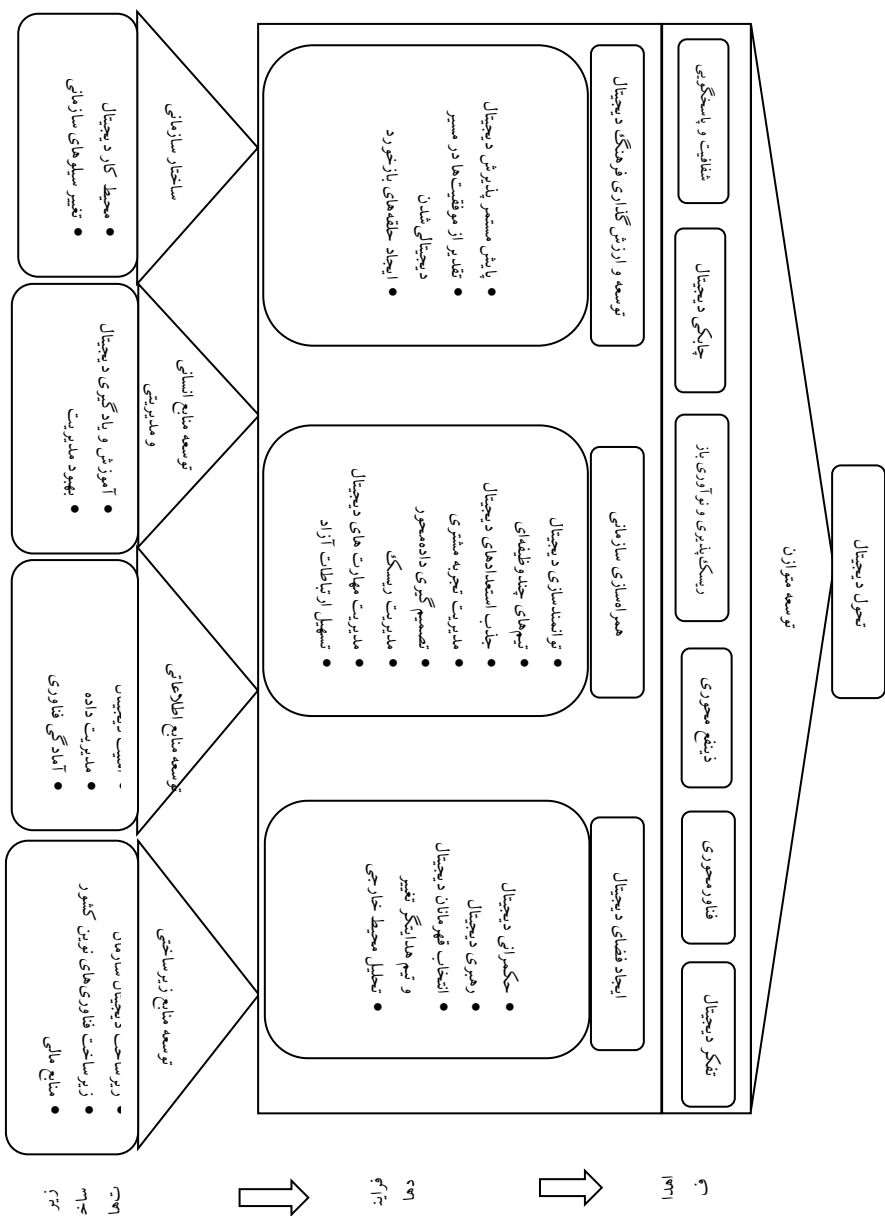 تحول دیجیتال
توسعه متوازن
تفکر دیجیتال
فناورمحوری
ذینفع محوری
ریسک‌پذیری و نوآوری باز
چابکی دیجیتال
شفافیت و پاسخگویی
ایجاد فضای دیجیتال
• حکمرانی دیجیتال
• رهبری دیجیتال
• انتخاب قهرمانان دیجیتال
و تیم هدایتگر تغییر
• تحلیل محیط خارجی
همراه‌سازی سازمانی
• توانمندسازی دیجیتال
• تیم‌های چندوظیفه‌ای
• جذب استعدادهای دیجیتال
• مدیریت تجربه مشتری
• تصمیم گیری داده‌محور
• مدیریت ریسک
• مدیریت مهارت های دیجیتال
• تسهیل ارتباطات آزاد
توسعه و ارزش گذاری فرهنگ دیجیتال
• پایش مستمر پذیرش دیجیتال
• تقدیر از موفقیت‌ها در مسیر
دیجیتالی شدن
• ایجاد حلقه‌های بازخورد
توسعه منابع زیرساختی
• زیرساخت دیجیتال سازمان
• زیرساخت فناوری‌های نوین کشور
• منابع مالی
توسعه منابع اطلاعاتی
• امنیت دیجیتال
• مدیریت داده
• آمادگی فناوری
توسعه منابع انسانی
و مدیریتی
• آموزش و یادگیری دیجیتال
• بهبود مدیریت
ساختار سازمانی
• محیط کار دیجیتال
• تغییر سیلوهای سازمانی